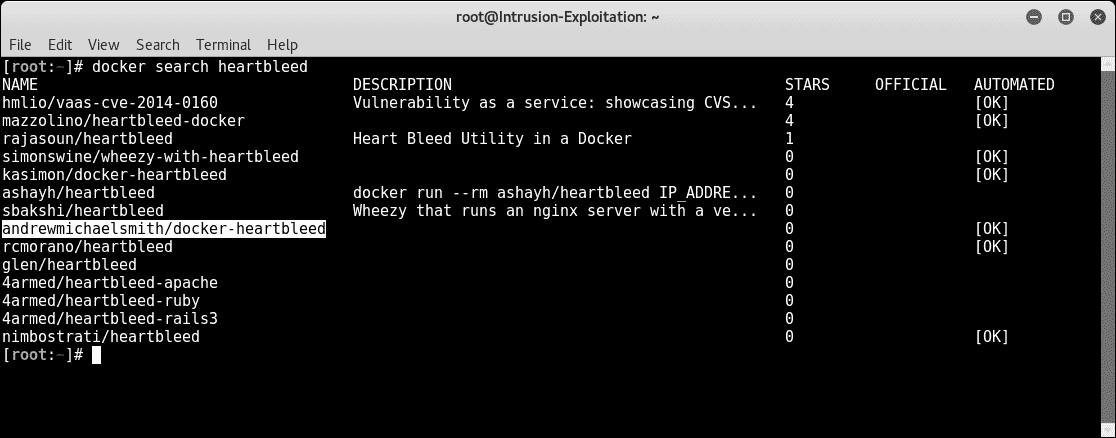 root@Intrusion-Exploitation: ~
File Edit View Search Terminal Help
[root:~]# docker search heartbleed
NAME DESCRIPTION STARS OFFICIAL AUTOMATED
hmlio/vaas-cve-2014-0160 Vulnerability as a service: showcasing CVS... 4 [OK]
mazzolino/heartbleed-docker 4 [OK]
rajasoun/heartbleed Heart Bleed Utility in a Docker 1
simonswine/wheezy-with-heartbleed 0 [OK]
kasimon/docker-heartbleed 0 [OK]
ashayh/heartbleed docker run --rm ashayh/heartbleed IP_ADDRE... 0
sbakshi/heartbleed Wheezy that runs an nginx server with a ve... 0
andrewmichaelsmith/docker-heartbleed 0 [OK]
rcmorano/heartbleed 0 [OK]
glen/heartbleed 0
4armed/heartbleed-apache 0
4armed/heartbleed-ruby 0
4armed/heartbleed-rails3 0
nimbostrati/heartbleed 0 [OK]
[root:~]#